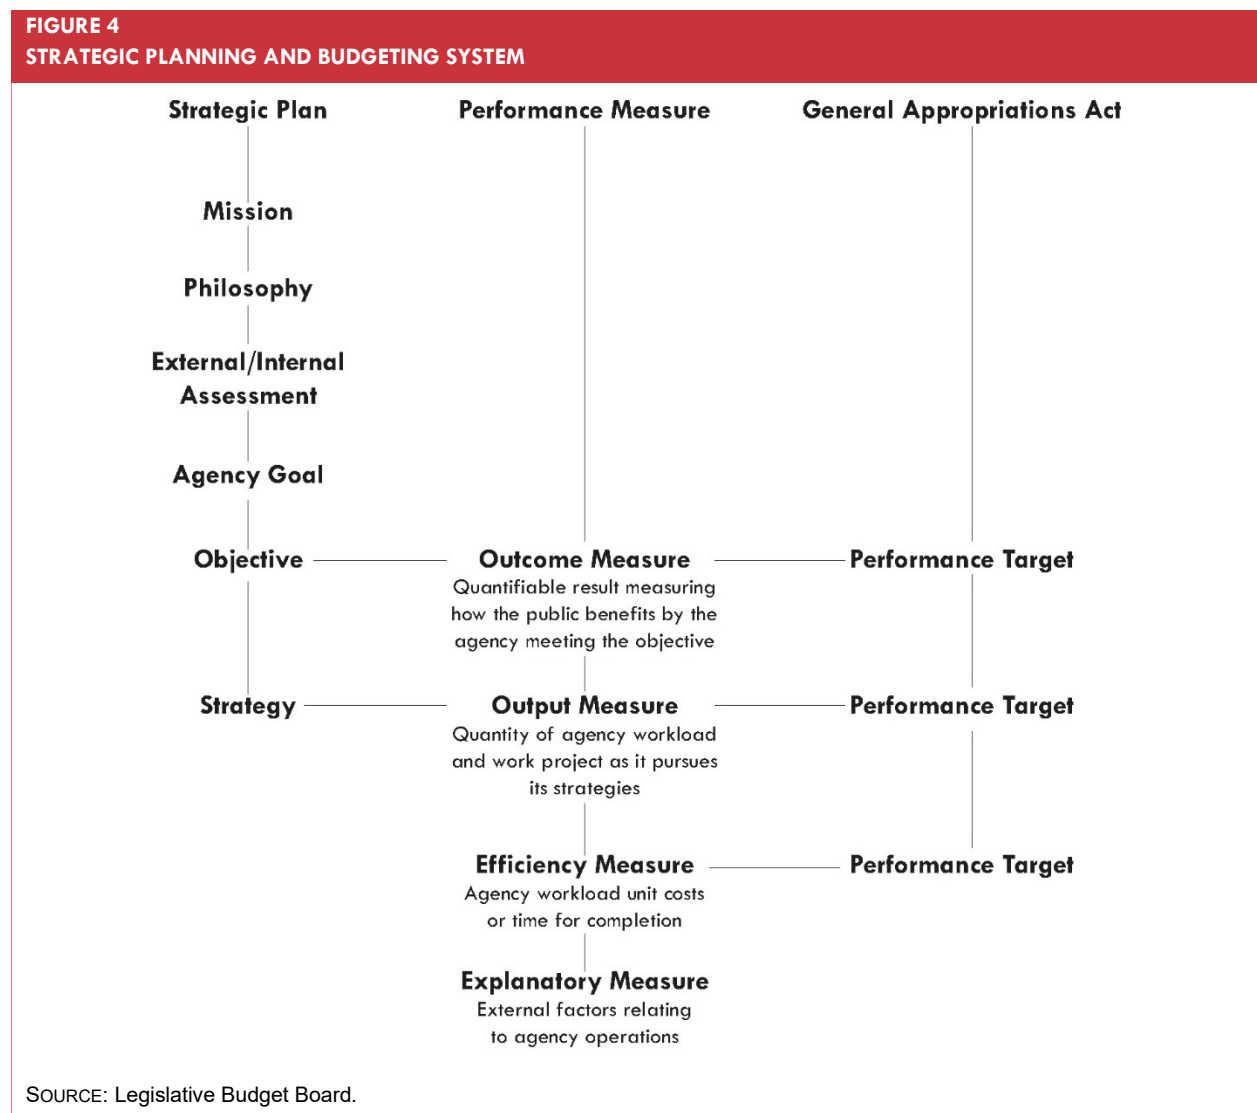 FIGURE 4
STRATEGIC PLANNING AND BUDGETING SYSTEM
Strategic Plan Performance Measure General Appropriations Act
Mission
Philosophy
External/Internal
Assessment
Agency Goal
Objective Outcome Measure Performance Target
Quantifiable result measuring
how the public benefits by the
agency meeting the objective
Strategy Output Measure Performance Target
Quantity of agency workload
and work project as it pursues
its strategies
Efficiency Measure Performance Target
Agency workload unit costs
or time for completion
Explanatory Measure
External factors relating
to agency operations
SOURCE: Legislative Budget Board.